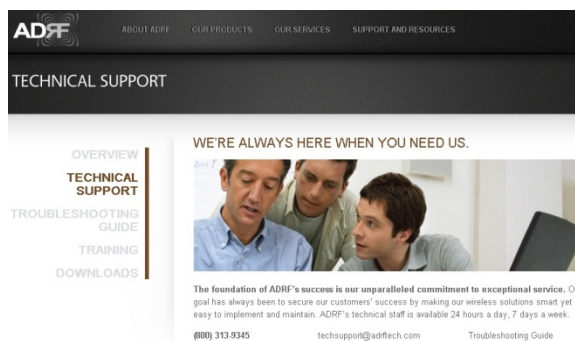 ADRF
ABOUT ADRF OUR PRODUCTS OUR SERVICES SUPPORT AND RESOURCES
TECHNICAL SUPPORT
OVERVIEW
TECHNICAL
SUPPORT
TROUBLESHOOTING
GUIDE
TRAINING
DOWNLOADS
WE'RE ALWAYS HERE WHEN YOU NEED US.
The foundation of ADRF's success is our unparalleled commitment to exceptional service.
goal has always been to secure our customers' success by making our wireless solutions smart yet
easy to implement and maintain. ADRF's technical staff is available 24 hours a day, 7 days a week.
(800) 313-9345 techsupport@adrftech.com Troubleshooting Guide